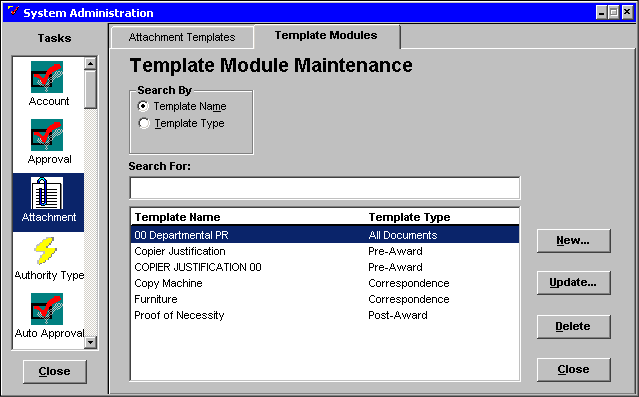 System Administration
Tasks
Account
Approval
Attachment
Authority Type
Auto Approval
Close
Attachment Templates
Template Modules
Template Module Maintenance
Search By
Template Name
Template Type
Search For:
Template Name Template Type
00 Departmental PR All Documents
Copier Justification Pre-Award
COPIER JUSTIFICATION 00 Pre-Award
Copy Machine Correspondence
Furniture Correspondence
Proof of Necessity Post-Award
New...
Update...
Delete
Close